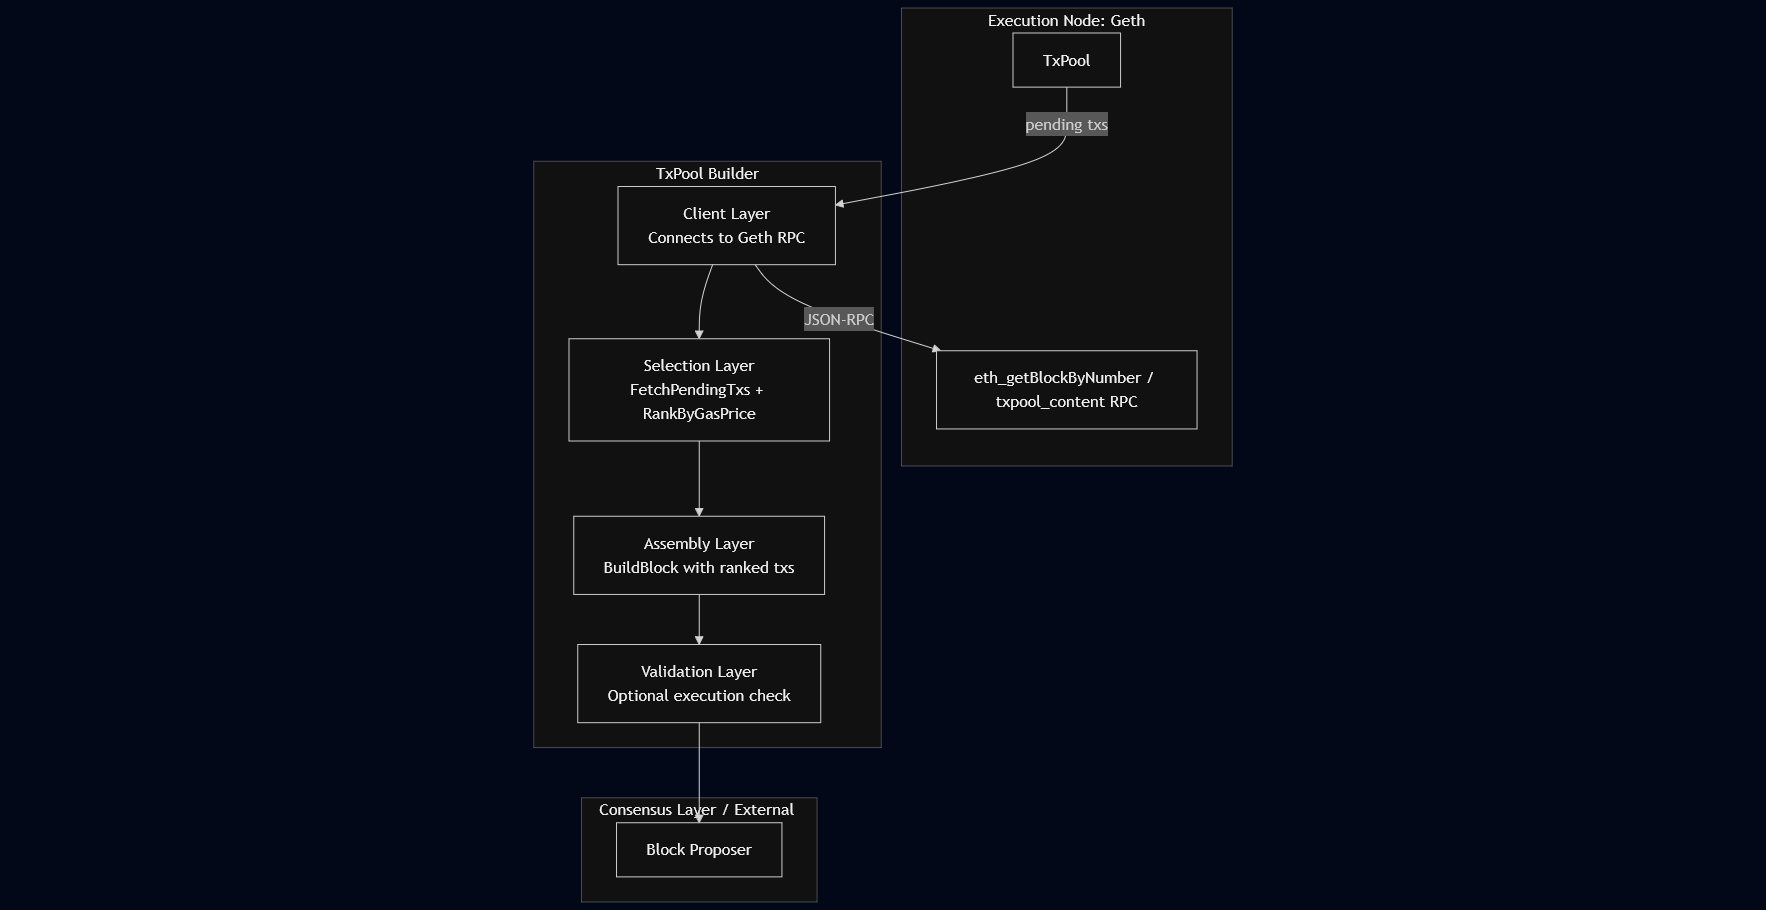 Execution Node: Geth
TxPool
pending txs
TxPool Builder
Client Layer
Connects to Geth RPC
JSON-RPC
Selection Layer
FetchPendingTxs +
RankByGasPrice
eth_getBlockByNumber /
txpool_content RPC
Assembly Layer
BuildBlock with ranked txs
Validation Layer
Optional execution check
Consensus Layer / External
Block Proposer